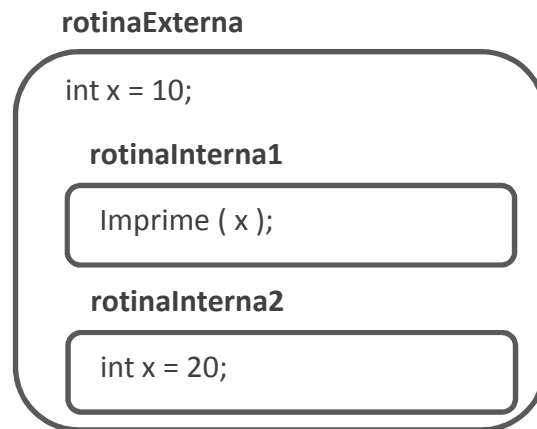 rotinaExterna
int x = 10;
rotinaInterna1
Imprime ( x );
rotinaInterna2
int x = 20;